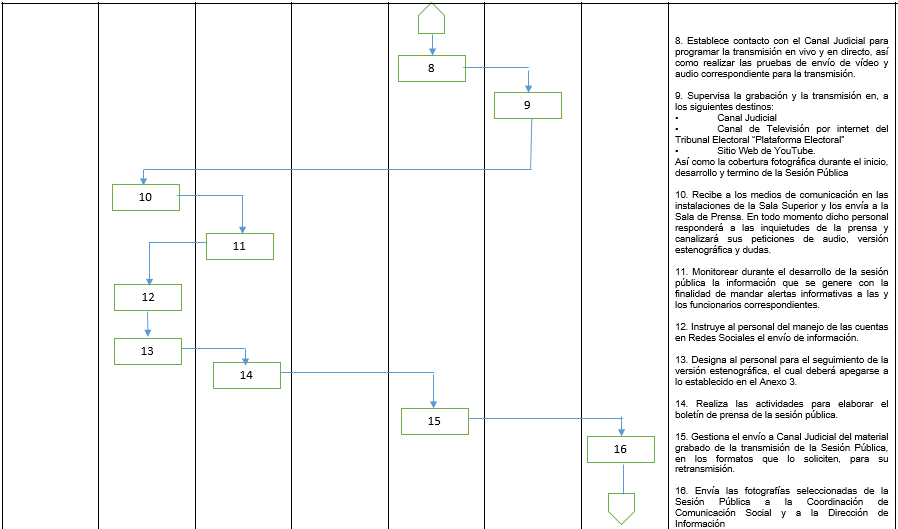 8
9
10
11
12
13
14
15
16
8. Establece contacto con el Canal Judicial para
programar la transmisión en vivo y en directo, así
como realizar las pruebas de envío de vídeo y
audio correspondiente para la transmisión.
9. Supervisa la grabación y la transmisión en, a
los siguientes destinos:
• Canal Judicial
• Canal de Televisión por internet del
Tribunal Electoral “Plataforma Electoral”
• Sitio Web de YouTube.
Así como la cobertura fotográfica durante el inicio,
desarrollo y termino de la Sesión Pública
10. Recibe a los medios de comunicación en las
instalaciones de la Sala Superior y los envía a la
Sala de Prensa. En todo momento dicho personal
responderá a las inquietudes de la prensa y
canalizará sus peticiones de audio, versión
estenográfica y dudas.
11. Monitorear durante el desarrollo de la sesión
pública la información que se genere con la
finalidad de mandar alertas informativas a las y
los funcionarios correspondientes.
12. Instruye al personal del manejo de las cuentas
en Redes Sociales el envío de información.
13. Designa al personal para el seguimiento de la
versión estenográfica, el cual deberá apegarse a
lo establecido en el Anexo 3.
14. Realiza las actividades para elaborar el
boletín de prensa de la sesión pública.
15. Gestiona el envío a Canal Judicial del material
grabado de la transmisión de la Sesión Pública,
en los formatos que lo soliciten, para su
retransmisión.
16. Envía las fotografías seleccionadas de la
Sesión Pública a la Coordinación de
Comunicación Social y a la Dirección de
Información